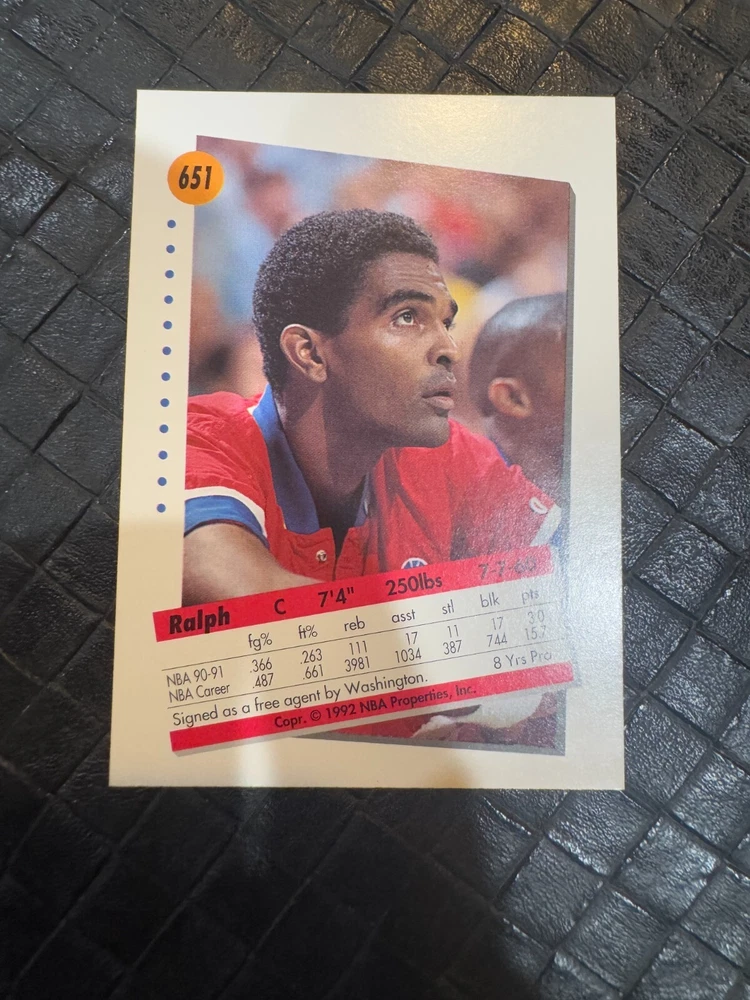 651
Ralph C 7'4" 250lbs 7-7-60
fg% ft% reb asst stl blk pts
NBA 90-91 .366 .263 111 17 11 17 3.0
NBA Career .487 .661 3981 1034 387 744 15.7
Signed as a free agent by Washington. 8 Yrs Pro
Copr. © 1992 NBA Properties, Inc.